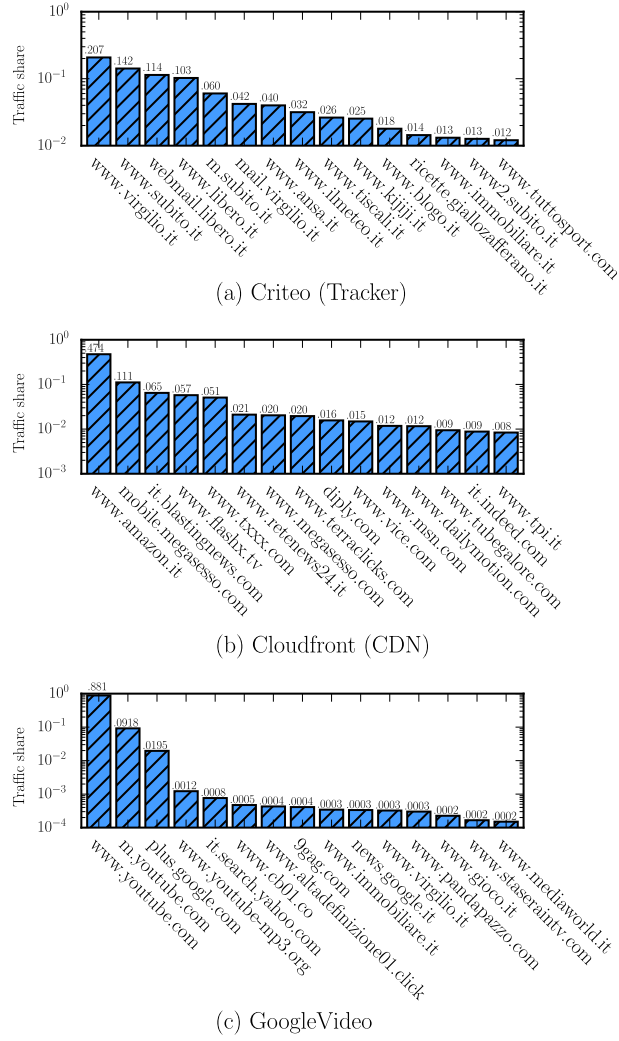 Traffic share
10^0
10^-1
10^-2
.207
.142
.114
.103
.060
.042
.040
.032
.026
.025
.018
.014
.013
.013
.012
www.virgilio.it
www.subito.it
webmail.libero.it
www.libero.it
m.subito.it
mail.virgilio.it
www.ansa.it
www.ilmeteo.it
www.tiscali.it
www.kijiji.it
www.blogo.it
ricette.giallozafferano.it
www.immobiliare.it
www2.subito.it
www.tuttosport.com
(a) Criteo (Tracker)
Traffic share
10^0
10^-1
10^-2
10^-3
.474
.111
.065
.057
.051
.021
.020
.020
.016
.015
.012
.012
.009
.009
.008
www.amazon.it
mobile.megasesso.com
it.blastingnews.com
www.flashx.tv
www.txxx.com
www.retenews24.it
www.megasesso.com
www.terraclicks.com
diply.com
www.vice.com
www.msn.com
www.dailymotion.com
www.tubegalore.com
it.indeed.com
www.tpi.it
(b) Cloudfront (CDN)
Traffic share
10^0
10^-1
10^-2
10^-3
10^-4
.881
.0918
.0195
.0012
.0008
.0005
.0004
.0004
.0003
.0003
.0003
.0003
.0002
.0002
.0002
www.youtube.com
m.youtube.com
plus.google.com
www.youtube-mp3.org
it.search.yahoo.com
www.cb01.co
www.altadefinizione01.click
9gag.com
www.immobiliare.it
news.google.it
www.virgilio.it
www.pandapazzo.com
www.gioco.it
www.staseraintv.com
www.mediaworld.it
(c) GoogleVideo